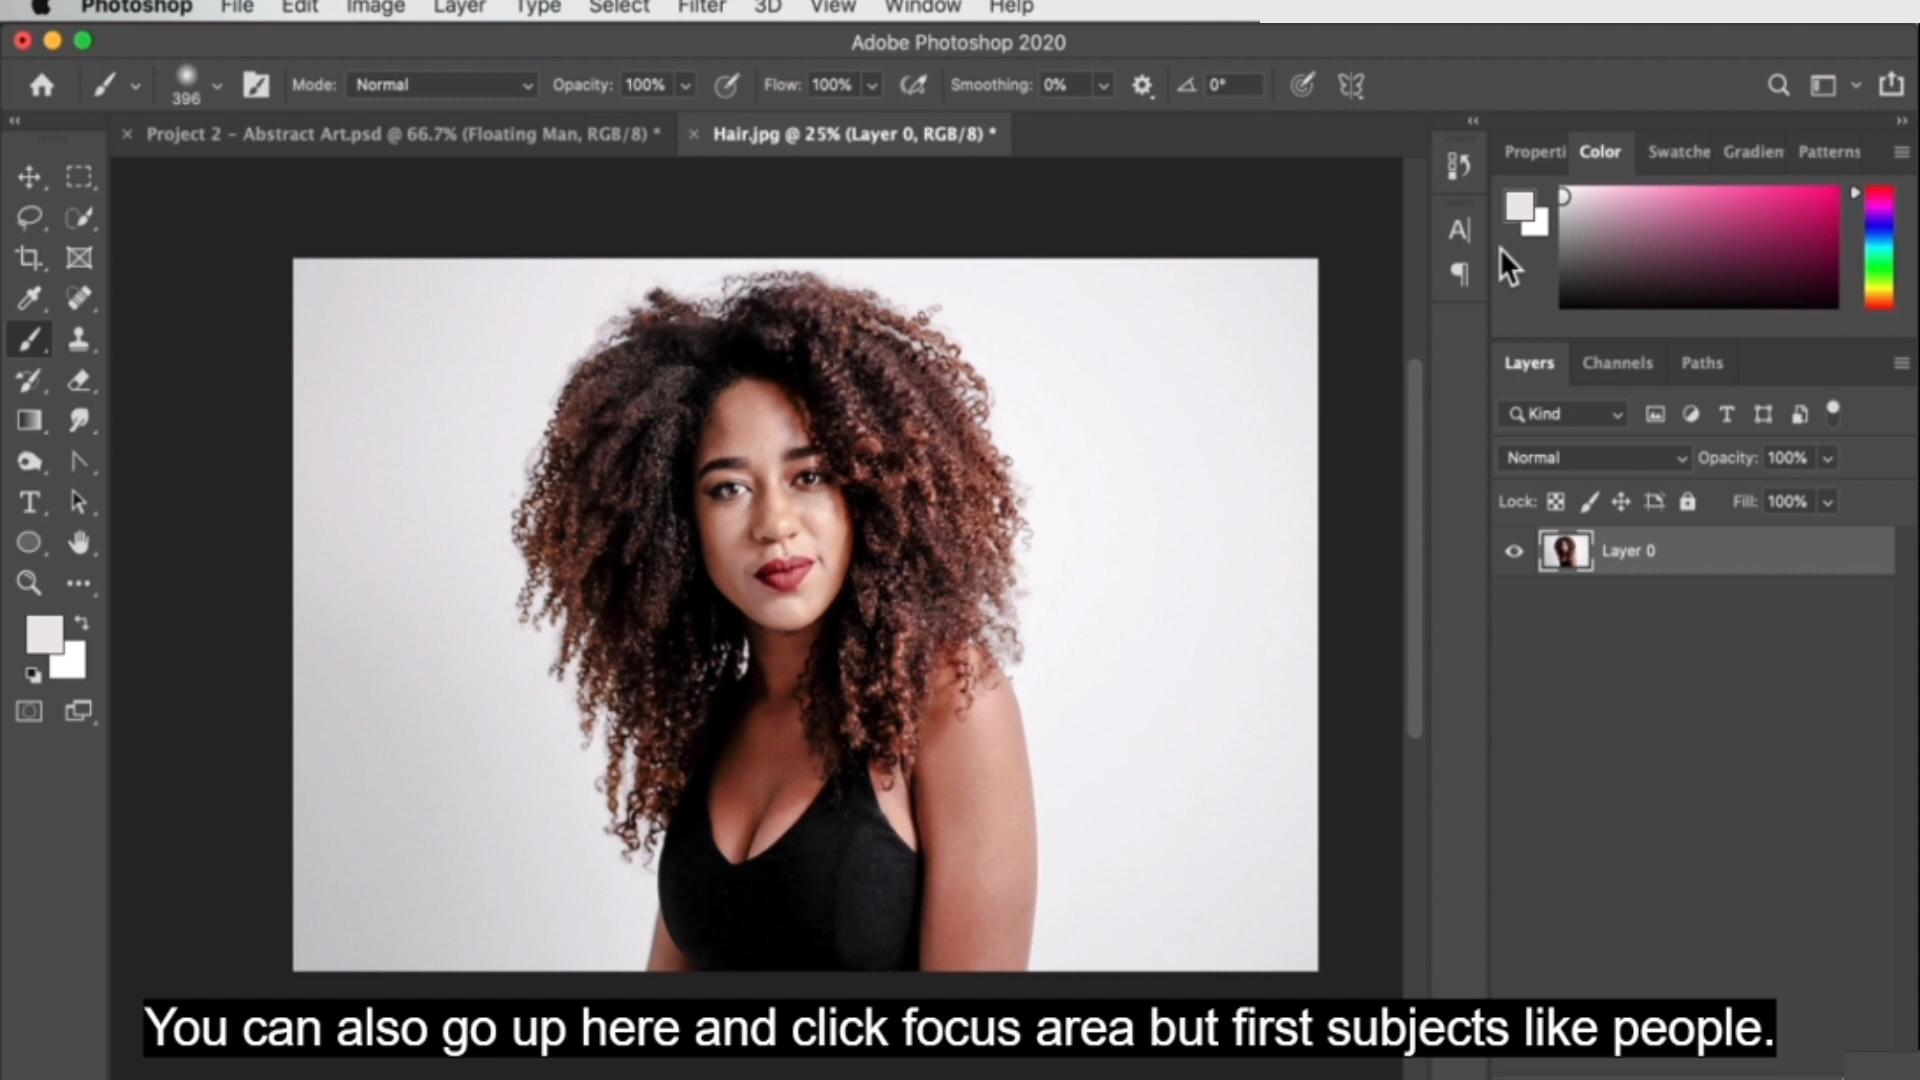 Photoshop File Edit Image Layer Type Select Filter 3D View Window Help
Adobe Photoshop 2020
396 Mode: Normal Opacity: 100% Flow: 100% Smoothing: 0% 0°
Project 2 – Abstract Art.psd @ 66.7% (Floating Man, RGB/8) * Hair.jpg @ 25% (Layer 0, RGB/8) *
Properti Color Swatche Gradien Patterns
Layers Channels Paths
Kind
Normal Opacity: 100%
Lock: Fill: 100%
Layer 0
You can also go up here and click focus area but first subjects like people.